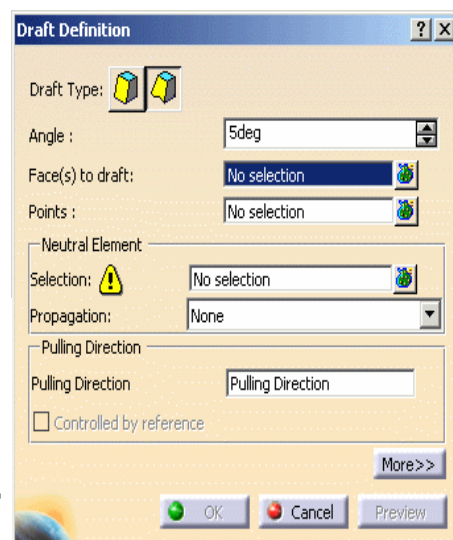 Draft Definition ? X
Draft Type:
Angle : 5deg
Face(s) to draft: No selection
Points : No selection
Neutral Element
Selection: No selection
Propagation: None
Pulling Direction
Pulling Direction Pulling Direction
Controlled by reference
More>>
OK Cancel Preview